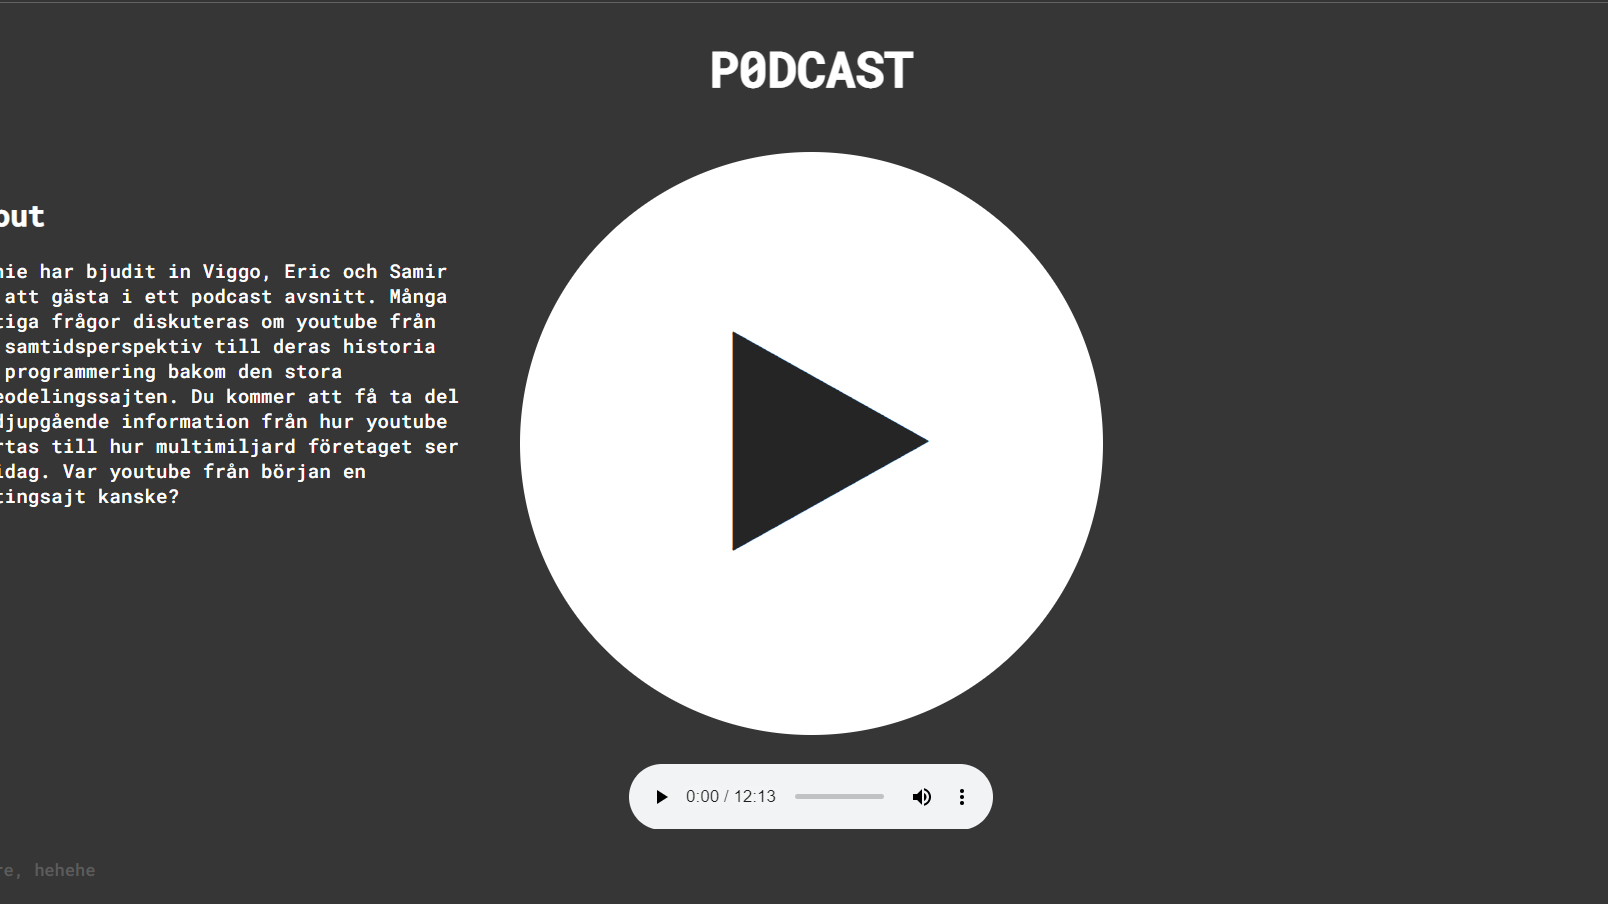 P0DCAST
out
nie har bjudit in Viggo, Eric och Samir
att gästa i ett podcast avsnitt. Många
tiga frågor diskuteras om youtube från
samtidsperspektiv till deras historia
programmering bakom den stora
eodelingssajten. Du kommer att få ta del
djupgående information från hur youtube
rtas till hur multimiljard företaget ser
idag. Var youtube från början en
tingsajt kanske?
0:00 / 12:13
re, hehehe